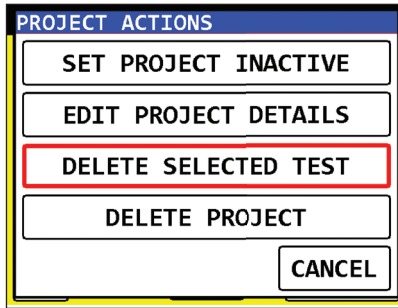 PROJECT ACTIONS
SET PROJECT INACTIVE
EDIT PROJECT DETAILS
DELETE SELECTED TEST
DELETE PROJECT
CANCEL